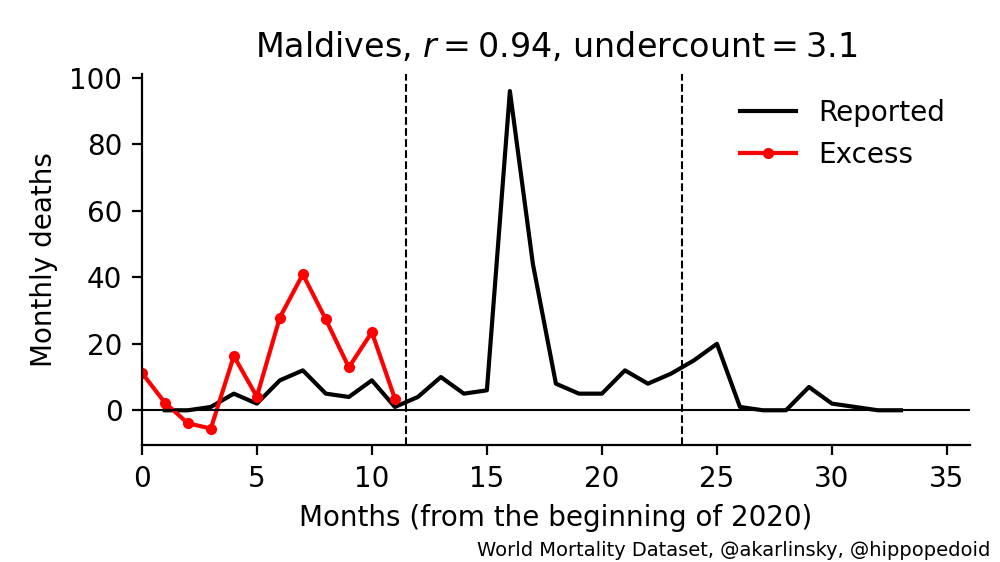 Maldives, r = 0.94, undercount = 3.1
Monthly deaths
100
80
60
40
20
0
Reported
Excess
0 5 10 15 20 25 30 35
Months (from the beginning of 2020)
World Mortality Dataset, @akarlinsky, @hippopedoid